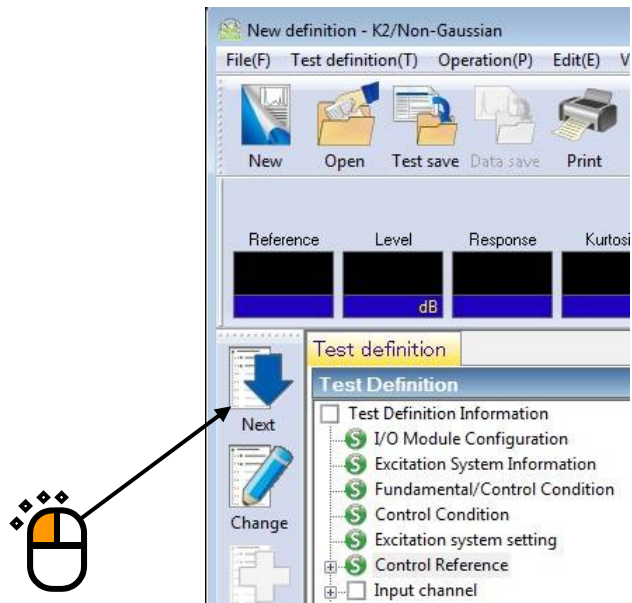 New definition - K2/Non-Gaussian
File(F) Test definition(T) Operation(P) Edit(E) V
New Open Test save Data save Print
Reference Level Response Kurtosi
dB
Test definition
Test Definition
Next
Test Definition Information
S I/O Module Configuration
S Excitation System Information
S Fundamental/Control Condition
Change
S Control Condition
S Excitation system setting
S Control Reference
Input channel